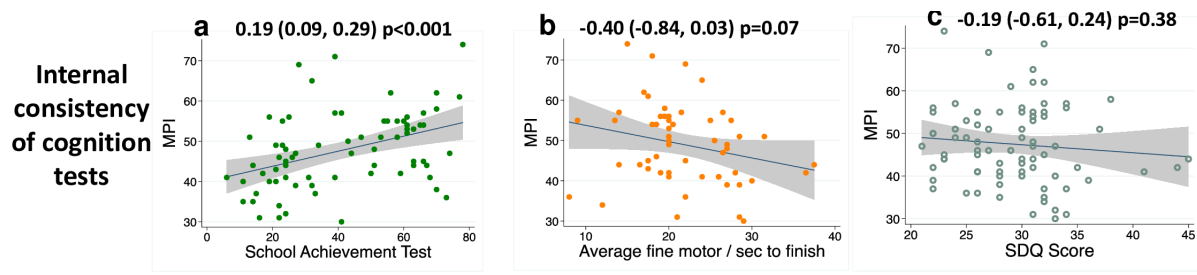 Internal
consistency
of cognition
tests
a
0.19 (0.09, 0.29) p<0.001
MPI
70
60
50
40
30
0
20
40
60
80
School Achievement Test
b
-0.40 (-0.84, 0.03) p=0.07
MPI
70
60
50
40
30
10
20
30
40
Average fine motor / sec to finish
c
-0.19 (-0.61, 0.24) p=0.38
MPI
70
60
50
40
30
20
25
30
35
40
45
SDQ Score